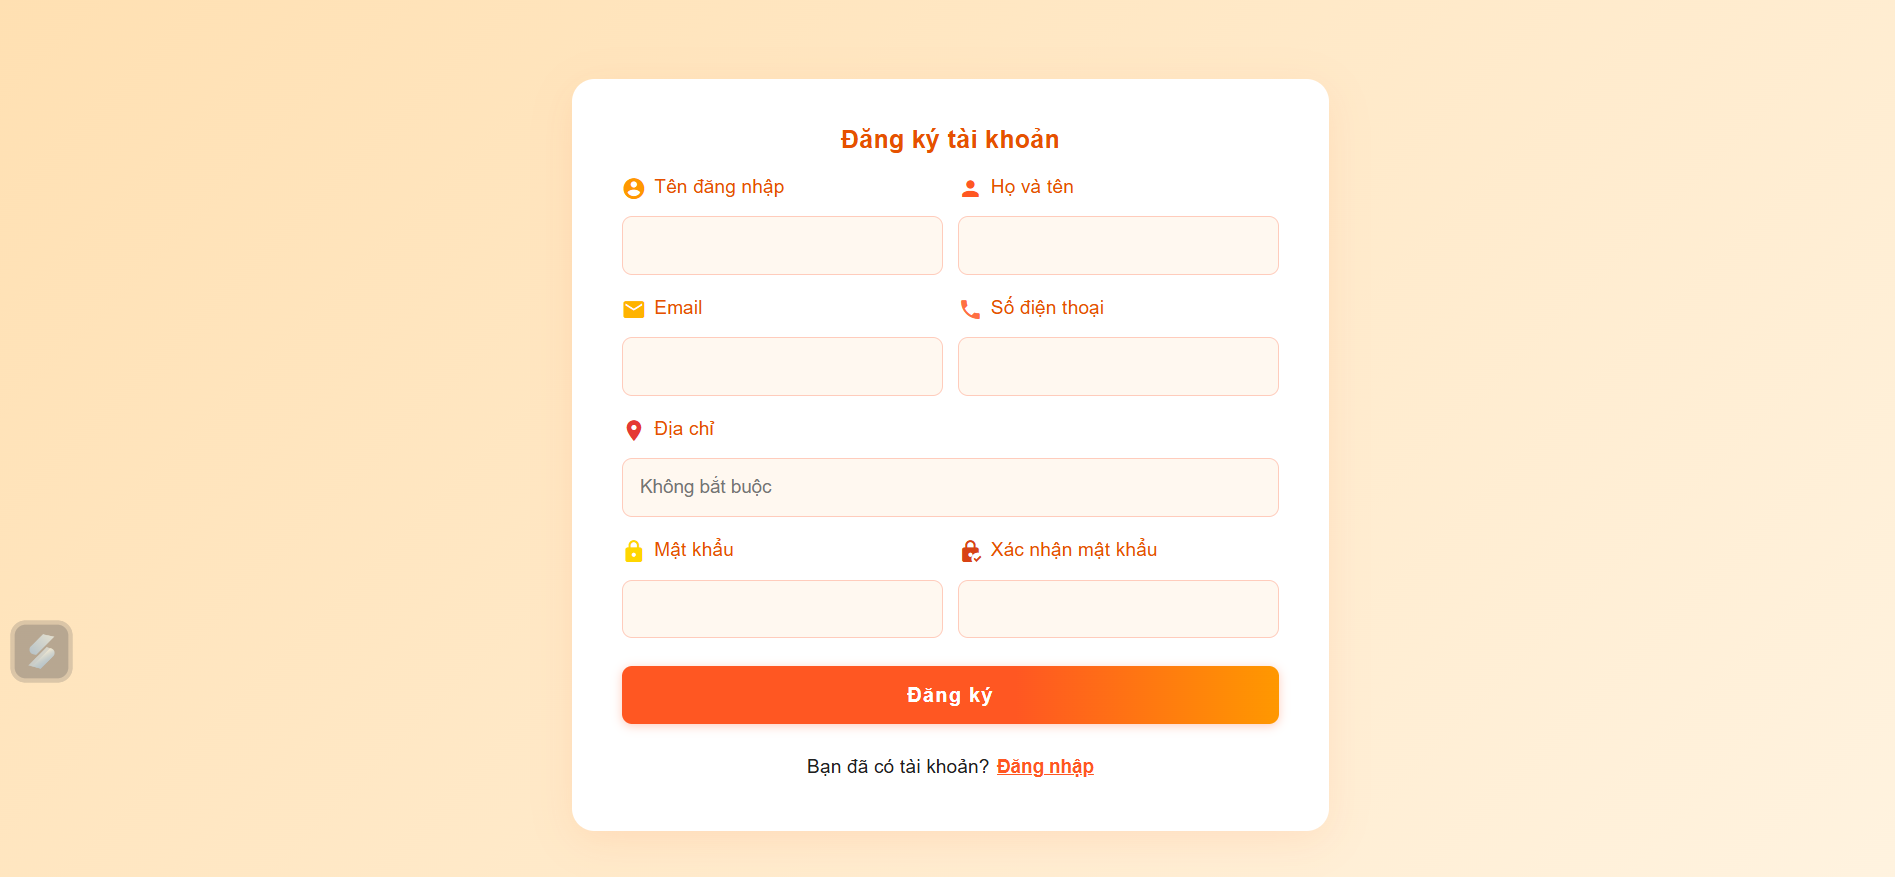 Đăng ký tài khoản
Tên đăng nhập
Họ và tên
Email
Số điện thoại
Địa chỉ
Không bắt buộc
Mật khẩu
Xác nhận mật khẩu
Đăng ký
Bạn đã có tài khoản? Đăng nhập